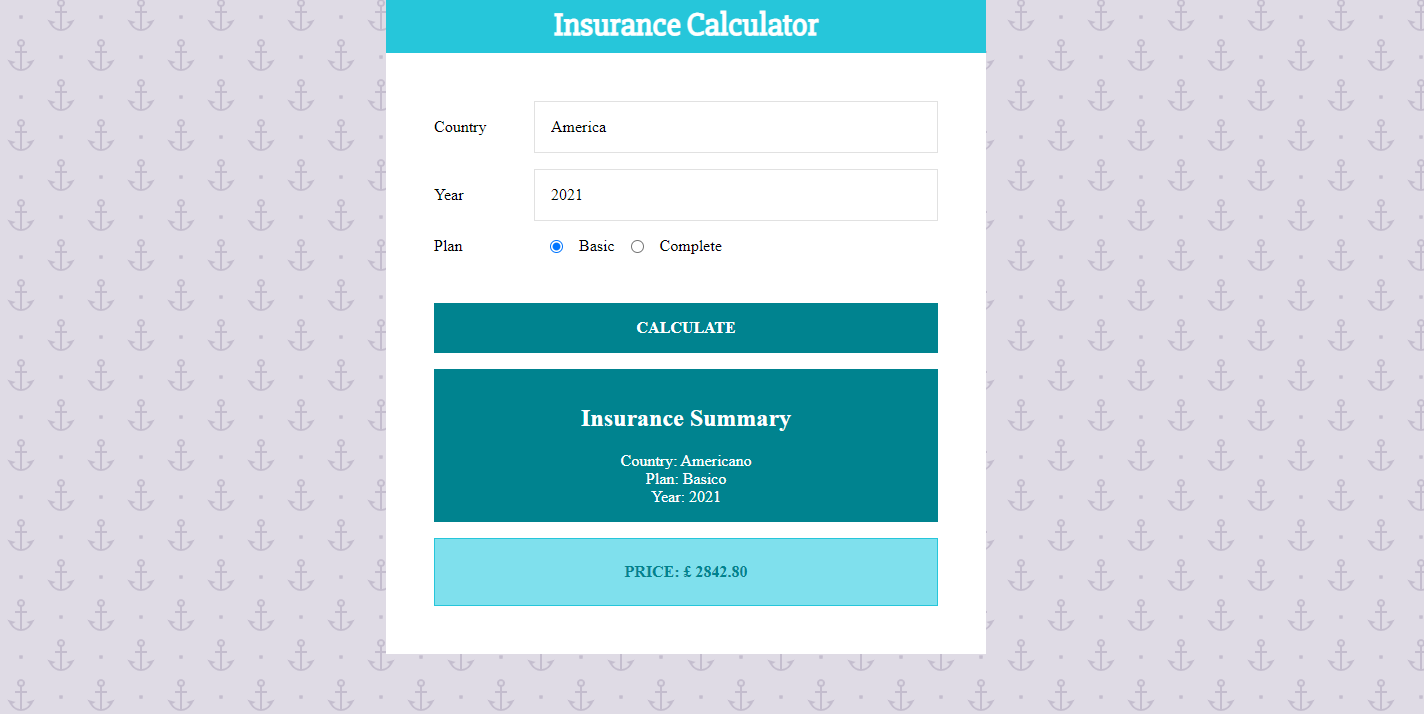 Insurance Calculator
Country America
Year 2021
Plan Basic Complete
CALCULATE
Insurance Summary
Country: Americano
Plan: Basico
Year: 2021
PRICE: £ 2842.80